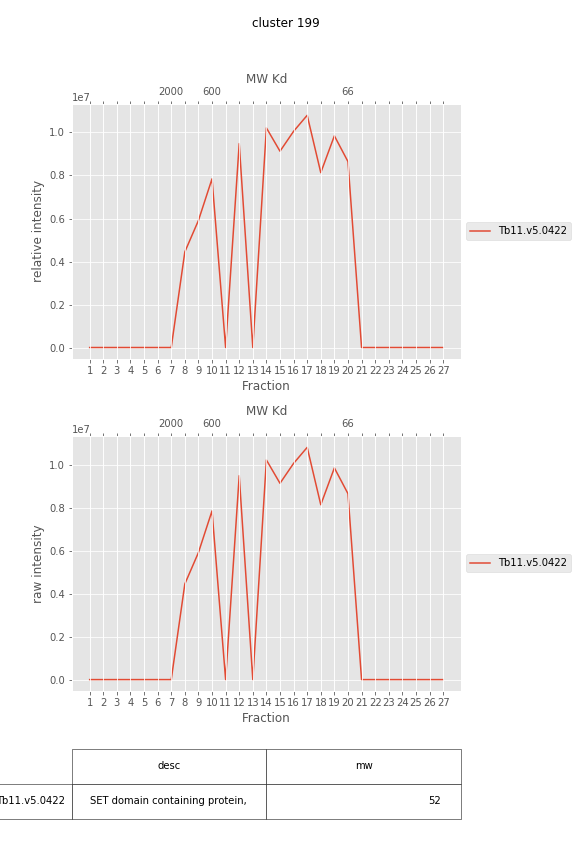 cluster 199
MW Kd
2000 600 66
1e7
1.0
0.8
0.6
0.4
0.2
0.0
relative intensity
Tb11.v5.0422
1 2 3 4 5 6 7 8 9 10 11 12 13 14 15 16 17 18 19 20 21 22 23 24 25 26 27
Fraction
MW Kd
2000 600 66
1e7
1.0
0.8
0.6
0.4
0.2
0.0
raw intensity
Tb11.v5.0422
1 2 3 4 5 6 7 8 9 10 11 12 13 14 15 16 17 18 19 20 21 22 23 24 25 26 27
Fraction
desc mw
Tb11.v5.0422 SET domain containing protein, 52